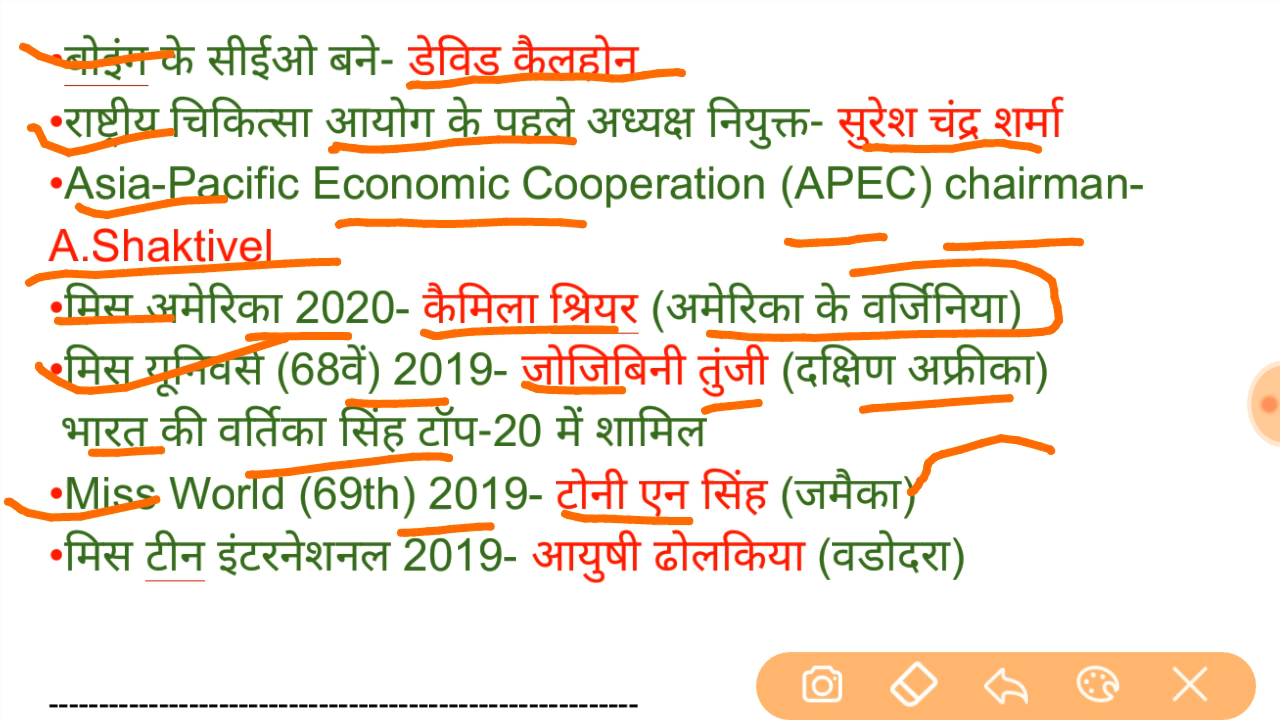 •बोइंग के सीईओ बने- डेविड कैलहोन
•राष्ट्रीय चिकित्सा आयोग के पहले अध्यक्ष नियुक्त- सुरेश चंद्र शर्मा
•Asia-Pacific Economic Cooperation (APEC) chairman-
A.Shaktivel
•मिस अमेरिका 2020- कैमिला श्रियर (अमेरिका के वर्जिनिया)
•मिस यूनिवर्स (68वें) 2019- जोजिबिनी तुंजी (दक्षिण अफ्रीका)
भारत की वर्तिका सिंह टॉप-20 में शामिल
•Miss World (69th) 2019- टोनी एन सिंह (जमैका)
•मिस टीन इंटरनेशनल 2019- आयुषी ढोलकिया (वडोदरा)
-----------------------------------------------------------